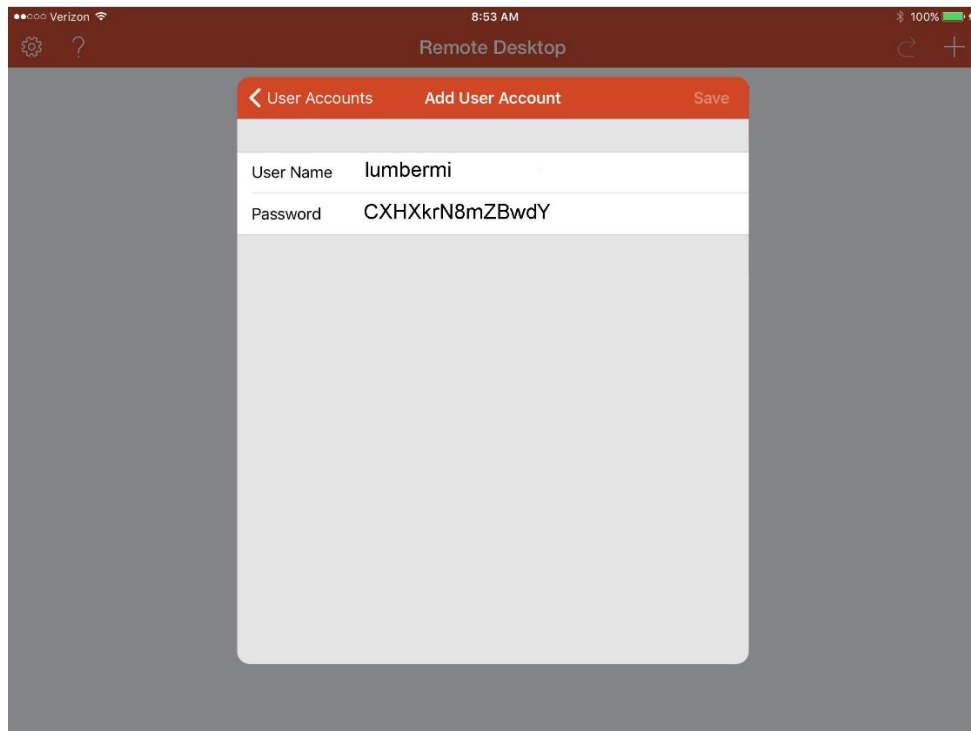 Verizon 8:53 AM 100%
? Remote Desktop +
User Accounts Add User Account Save
User Name lumbermi
Password CXHXkrN8mZBwdY